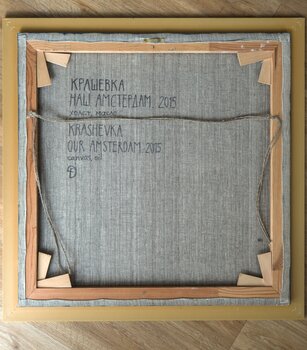 КРАШЕВКА
НАШ АМСТЕРДАМ. 2015
ХОЛСТ, МАСЛО
KRASHEVKA
OUR AMSTERDAM. 2015
canvas, oil